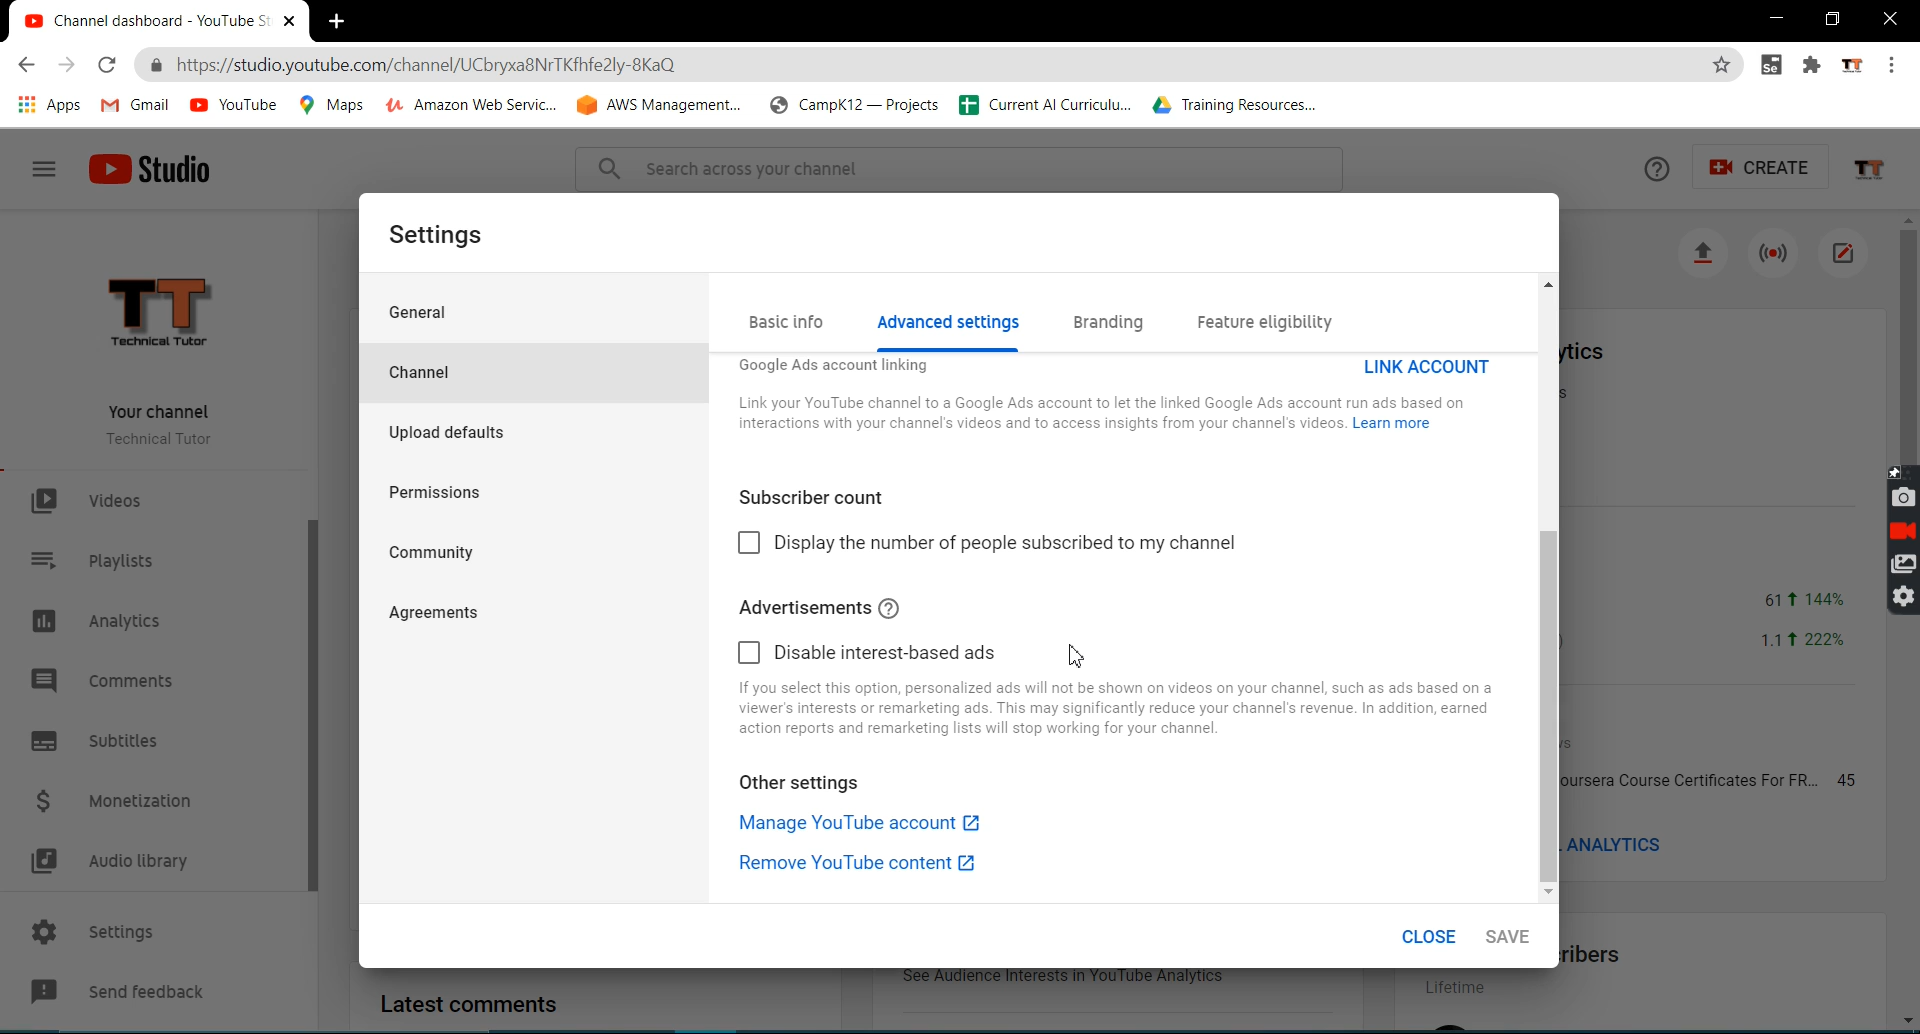 Channel dashboard - YouTube St
https://studio.youtube.com/channel/UCbryxa8NrTKfhfe2ly-8KaQ
Se
TT
Apps
Gmail
YouTube
Maps
Amazon Web Servic...
AWS Management...
CampK12 — Projects
Current AI Curriculu...
Training Resources...
Studio
Search across your channel
CREATE
TT
Settings
TT
Technical Tutor
Your channel
Technical Tutor
Videos
Playlists
Analytics
Comments
Subtitles
Monetization
Audio library
Settings
Send feedback
General
Channel
Upload defaults
Permissions
Community
Agreements
Basic info
Advanced settings
Branding
Feature eligibility
Google Ads account linking
LINK ACCOUNT
Link your YouTube channel to a Google Ads account to let the linked Google Ads account run ads based on
interactions with your channel's videos and to access insights from your channel's videos. Learn more
Subscriber count
Display the number of people subscribed to my channel
Advertisements
Disable interest-based ads
If you select this option, personalized ads will not be shown on videos on your channel, such as ads based on a
viewer's interests or remarketing ads. This may significantly reduce your channel's revenue. In addition, earned
action reports and remarketing lists will stop working for your channel.
Other settings
Manage YouTube account
Remove YouTube content
CLOSE
SAVE
ytics
s
61 144%
1.1 222%
vs
oursera Course Certificates For FR... 45
ANALYTICS
ribers
Lifetime
Latest comments
See Audience Interests in YouTube Analytics